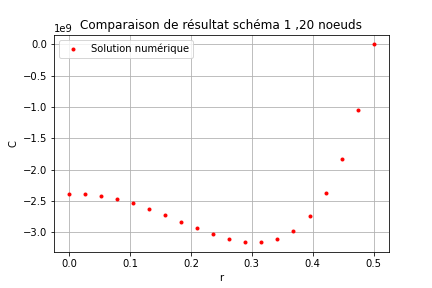 Comparaison de résultat schéma 1 ,20 noeuds
1e9
Solution numérique
0.0
−0.5
−1.0
−1.5
−2.0
−2.5
−3.0
C
0.0 0.1 0.2 0.3 0.4 0.5
r